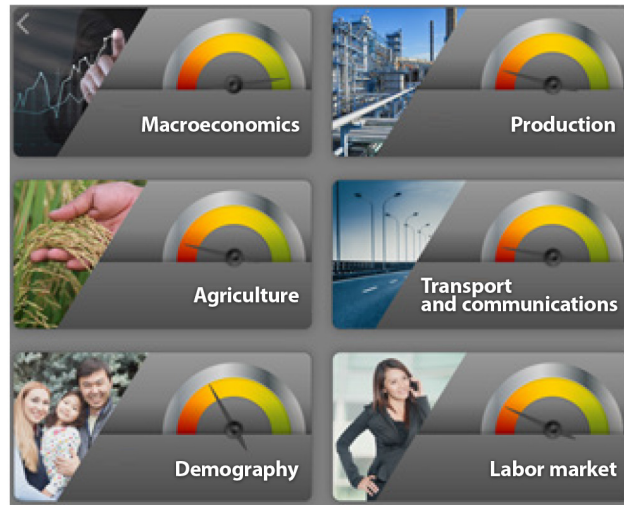 Macroeconomics
Production
Agriculture
Transport
and communications
Demography
Labor market